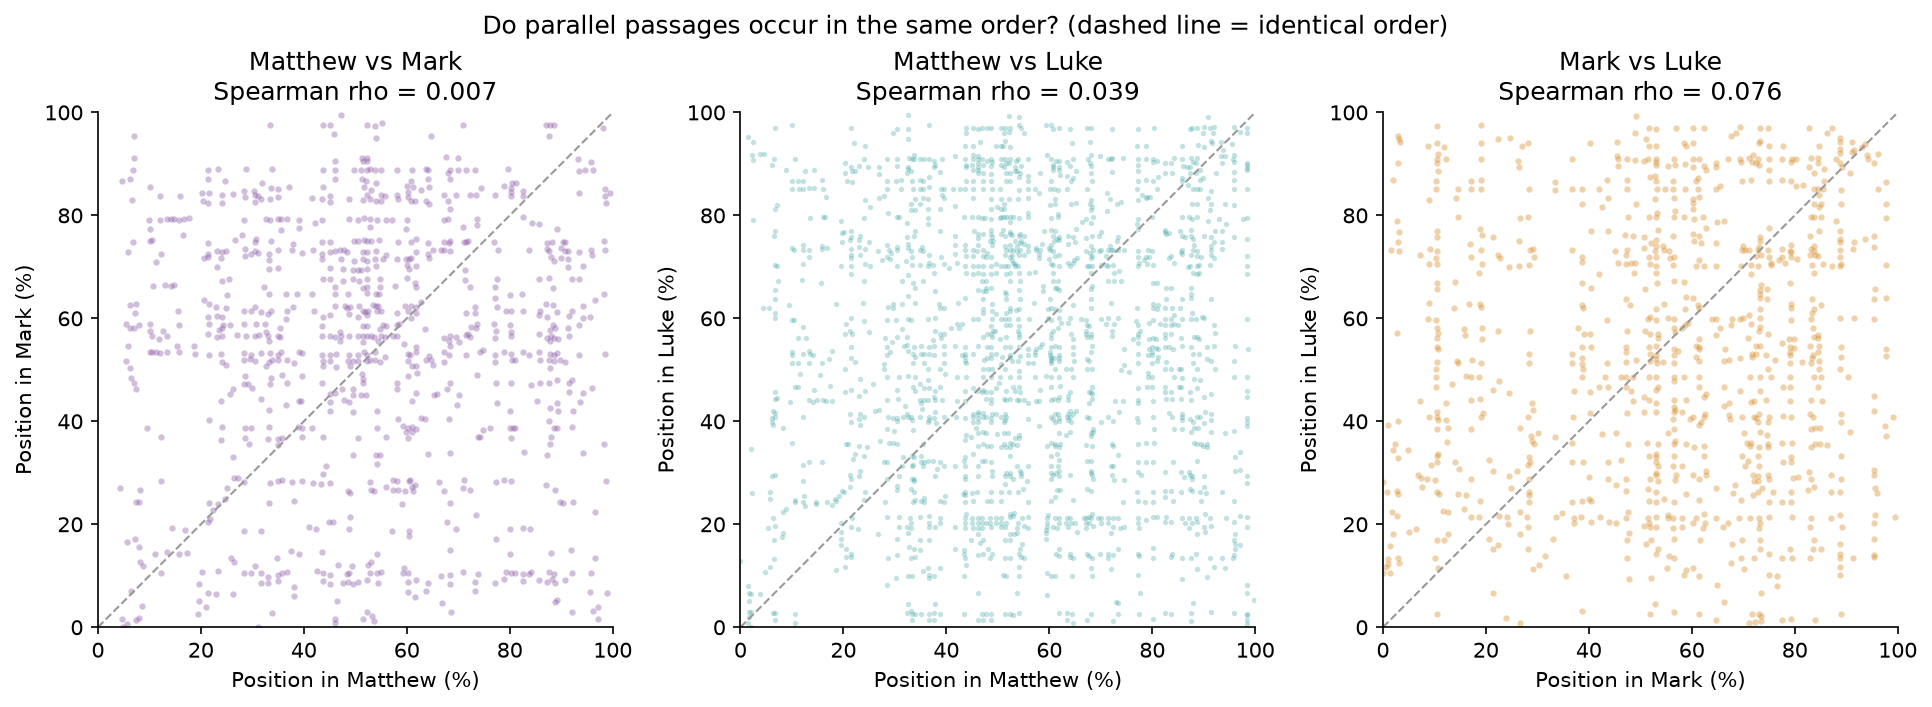 Do parallel passages occur in the same order? (dashed line = identical order)
Matthew vs Mark
Spearman rho = 0.007
Position in Mark (%)
100
80
60
40
20
0
0 20 40 60 80 100
Position in Matthew (%)
Matthew vs Luke
Spearman rho = 0.039
Position in Luke (%)
100
80
60
40
20
0
0 20 40 60 80 100
Position in Matthew (%)
Mark vs Luke
Spearman rho = 0.076
Position in Luke (%)
100
80
60
40
20
0
0 20 40 60 80 100
Position in Mark (%)